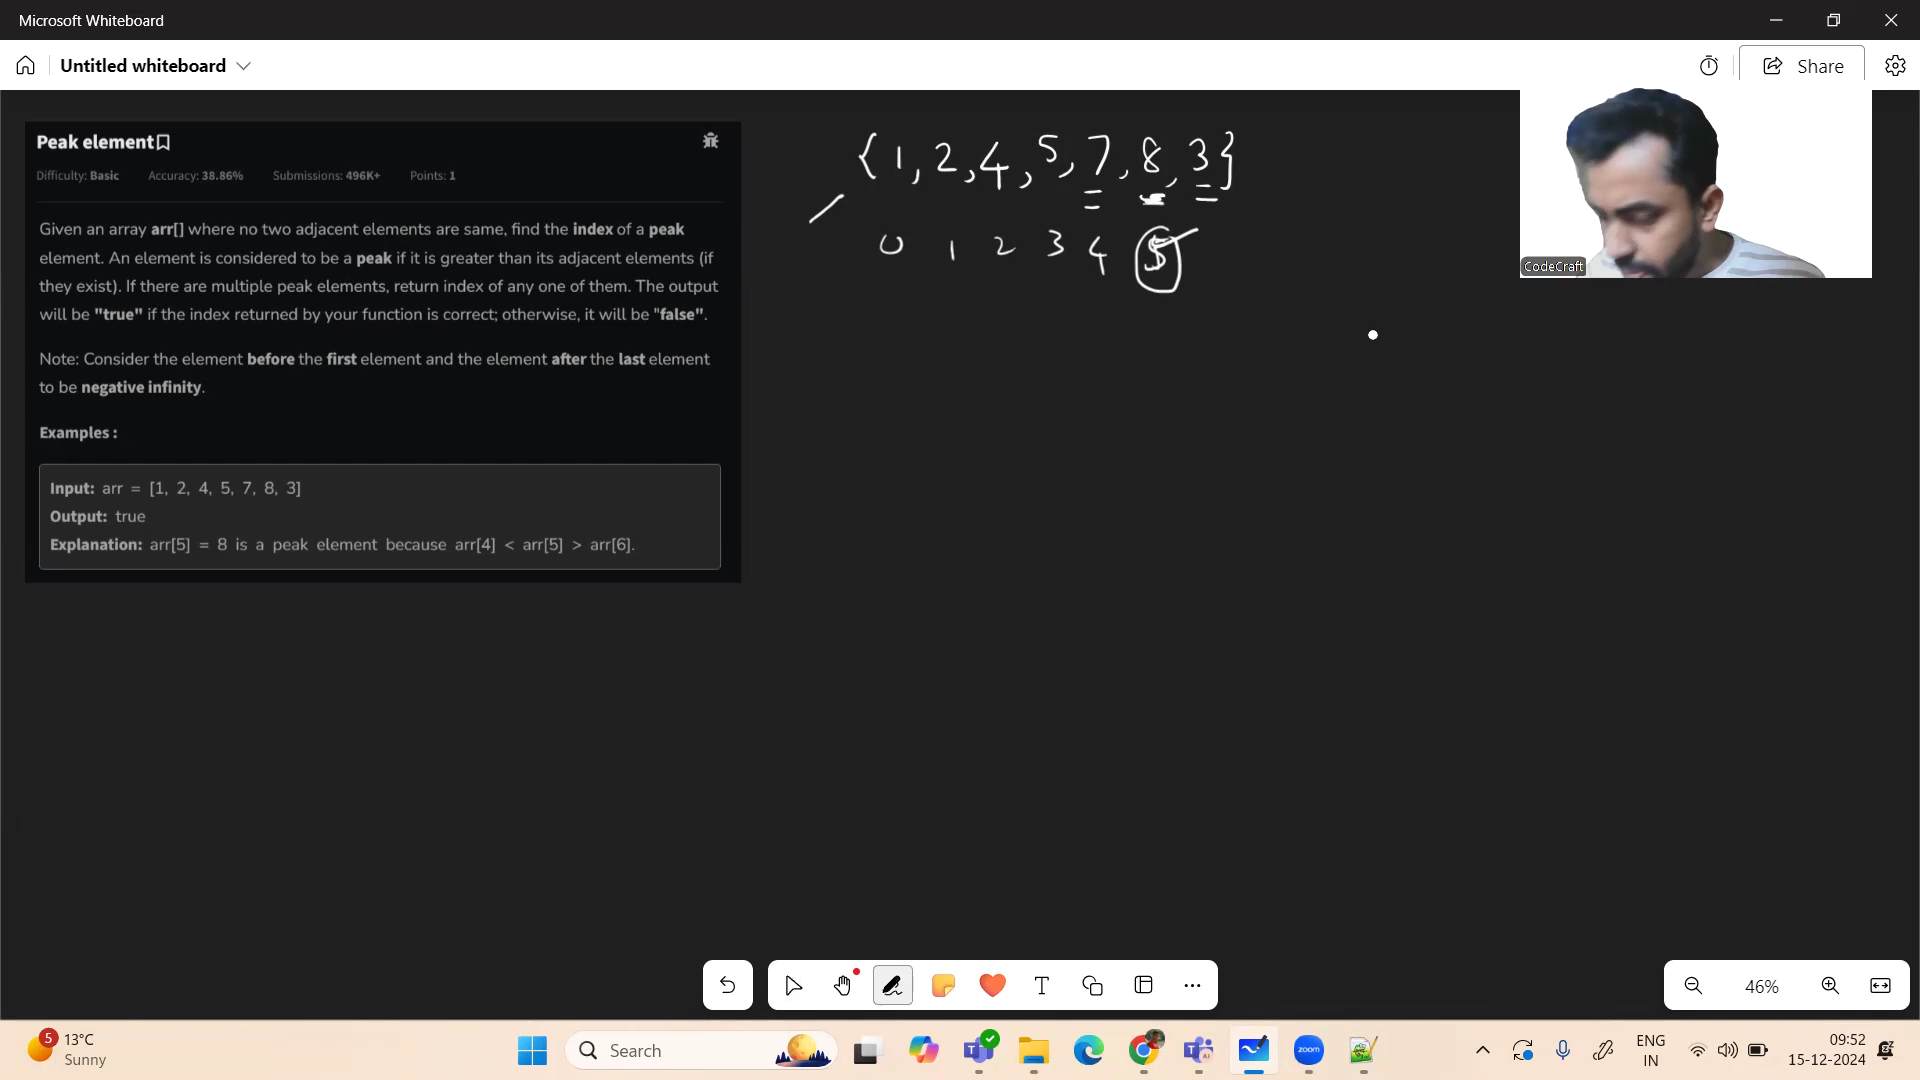 Microsoft Whiteboard
Untitled whiteboard
Share
Peak element
Difficulty: Basic Accuracy: 38.86% Submissions: 496K+ Points: 1
Given an array arr[] where no two adjacent elements are same, find the index of a peak
element. An element is considered to be a peak if it is greater than its adjacent elements (if
they exist). If there are multiple peak elements, return index of any one of them. The output
will be "true" if the index returned by your function is correct; otherwise, it will be "false".
Note: Consider the element before the first element and the element after the last element
to be negative infinity.
Examples :
Input: arr = [1, 2, 4, 5, 7, 8, 3]
Output: true
Explanation: arr[5] = 8 is a peak element because arr[4] < arr[5] > arr[6].
{1, 2, 4, 5, 7, 8, 3}
0 1 2 3 4 5
CodeCraft
46%
5
13°C
Sunny
Search
zoom
ENG
IN
09:52
15-12-2024